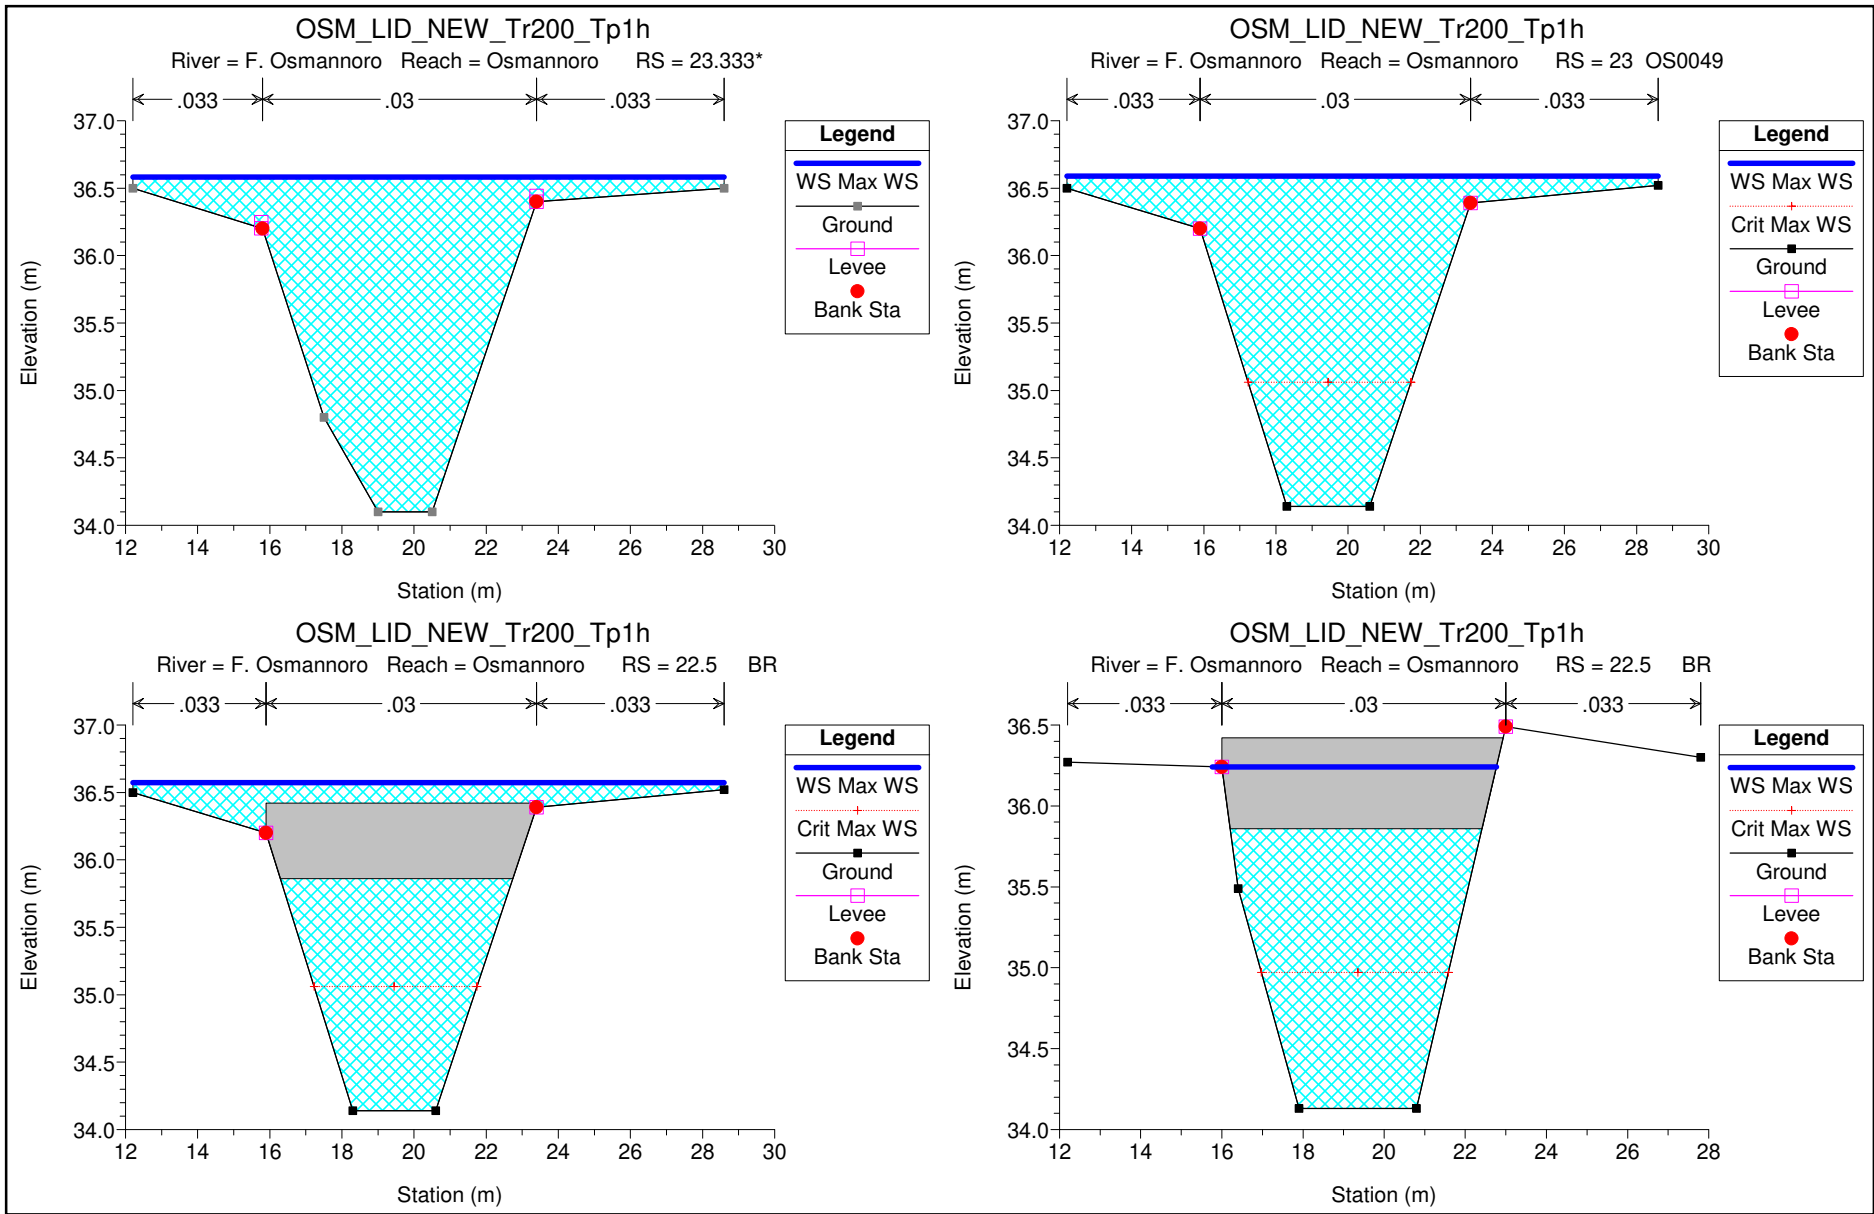 OSM_LID_NEW_Tr200_Tp1h
River = F. Osmannoro Reach = Osmannoro RS = 23.333*
.033 .03 .033
37.0
36.5
36.0
35.5
35.0
34.5
34.0
Elevation (m)
12 14 16 18 20 22 24 26 28 30
Station (m)
Legend
WS Max WS
Ground
Levee
Bank Sta
OSM_LID_NEW_Tr200_Tp1h
River = F. Osmannoro Reach = Osmannoro RS = 23 OS0049
.033 .03 .033
37.0
36.5
36.0
35.5
35.0
34.5
34.0
Elevation (m)
12 14 16 18 20 22 24 26 28 30
Station (m)
Legend
WS Max WS
Crit Max WS
Ground
Levee
Bank Sta
OSM_LID_NEW_Tr200_Tp1h
River = F. Osmannoro Reach = Osmannoro RS = 22.5 BR
.033 .03 .033
37.0
36.5
36.0
35.5
35.0
34.5
34.0
Elevation (m)
12 14 16 18 20 22 24 26 28 30
Station (m)
Legend
WS Max WS
Crit Max WS
Ground
Levee
Bank Sta
OSM_LID_NEW_Tr200_Tp1h
River = F. Osmannoro Reach = Osmannoro RS = 22.5 BR
.033 .03 .033
36.5
36.0
35.5
35.0
34.5
34.0
Elevation (m)
12 14 16 18 20 22 24 26 28
Station (m)
Legend
WS Max WS
Crit Max WS
Ground
Levee
Bank Sta